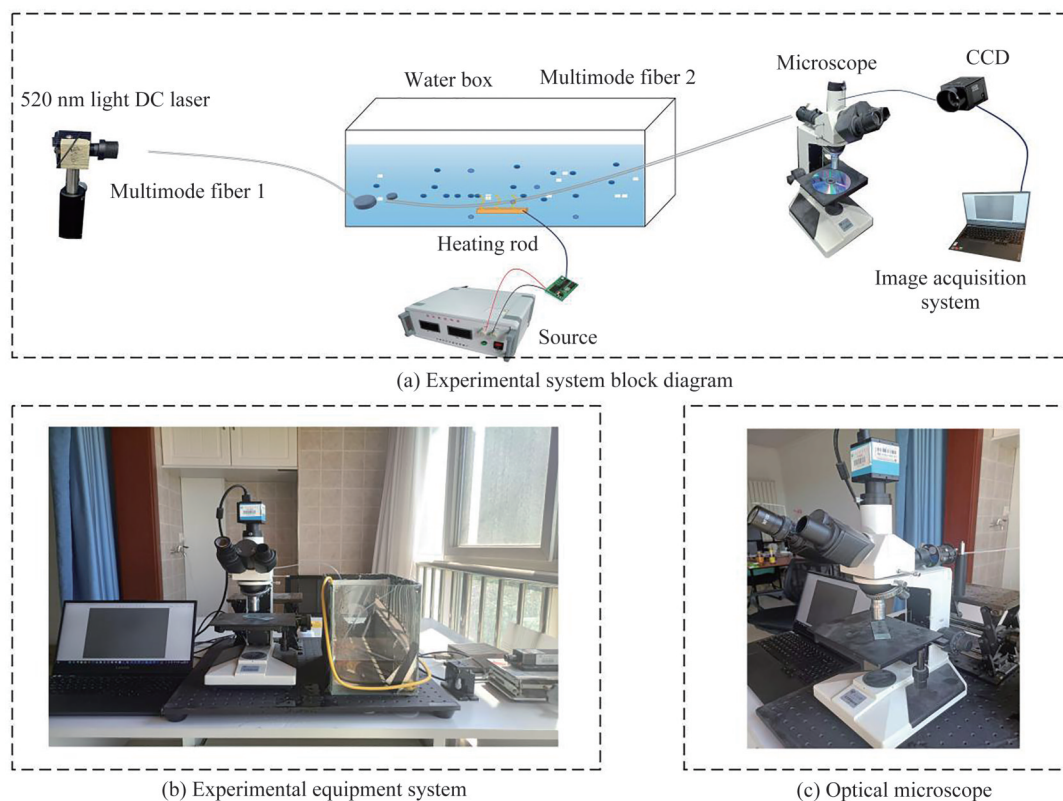 Water box
Multimode fiber 2
Microscope
CCD
520 nm light DC laser
Multimode fiber 1
Heating rod
Source
Image acquisition
system
(a) Experimental system block diagram
(b) Experimental equipment system
(c) Optical microscope